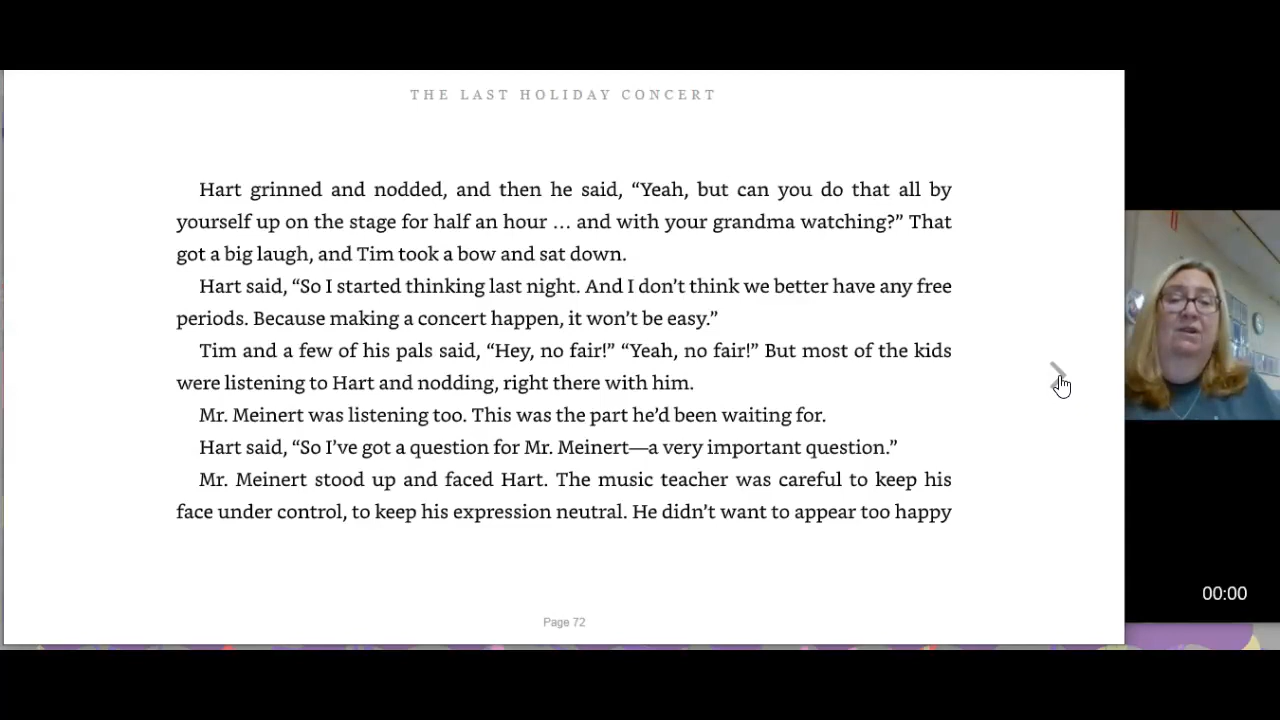 THE LAST HOLIDAY CONCERT
Hart grinned and nodded, and then he said, “Yeah, but can you do that all by
yourself up on the stage for half an hour … and with your grandma watching?” That
got a big laugh, and Tim took a bow and sat down.
Hart said, “So I started thinking last night. And I don’t think we better have any free
periods. Because making a concert happen, it won’t be easy.”
Tim and a few of his pals said, “Hey, no fair!” “Yeah, no fair!” But most of the kids
were listening to Hart and nodding, right there with him.
Mr. Meinert was listening too. This was the part he’d been waiting for.
Hart said, “So I’ve got a question for Mr. Meinert—a very important question.”
Mr. Meinert stood up and faced Hart. The music teacher was careful to keep his
face under control, to keep his expression neutral. He didn’t want to appear too happy
Page 72
00:00